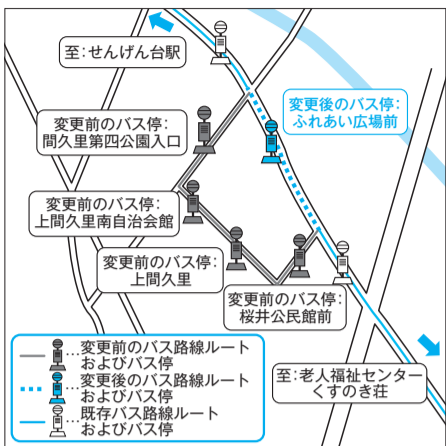 至：せんげん台駅
変更後のバス停：
ふれあい広場前
変更前のバス停：
間久里第四公園入口
変更前のバス停：
上間久里南自治会館
変更前のバス停：
上間久里
変更前のバス停：
桜井公民館前
至：老人福祉センター
くすのき荘
…変更前のバス路線ルート
およびバス停
…変更後のバス路線ルート
およびバス停
…既存バス路線ルート
およびバス停